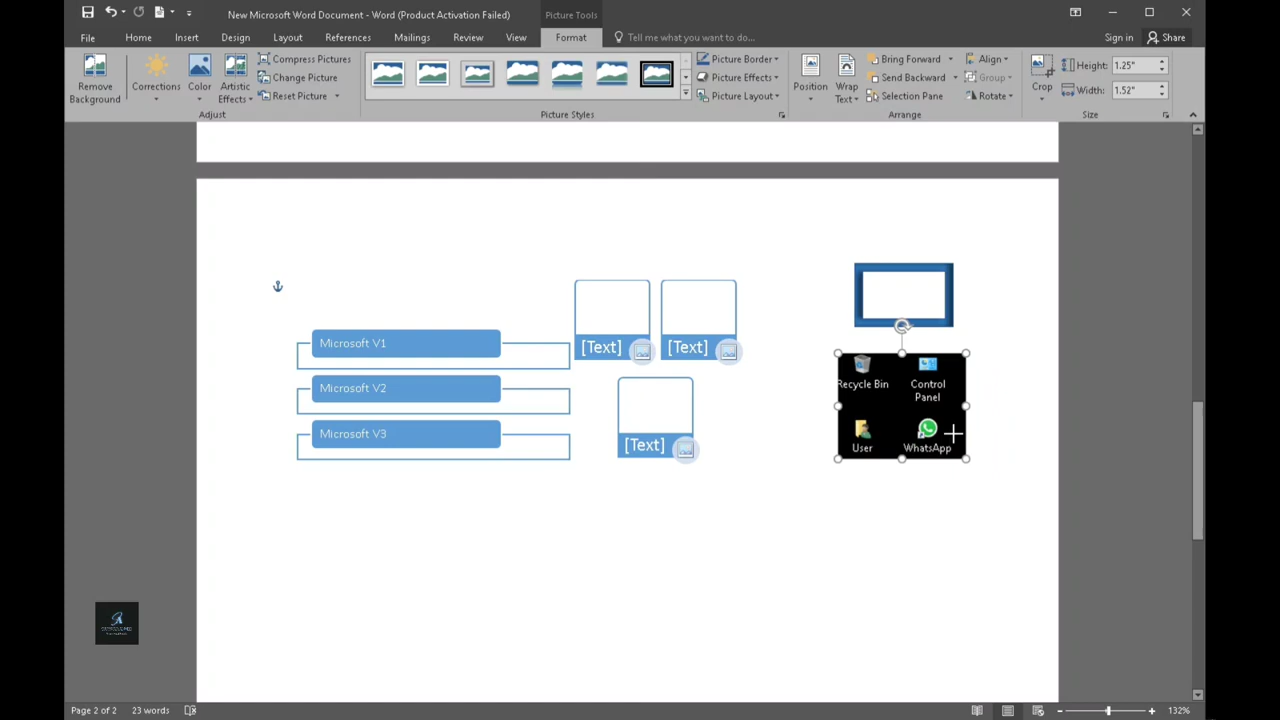 New Microsoft Word Document - Word (Product Activation Failed)
Picture Tools
File
Home
Insert
Design
Layout
References
Mailings
Review
View
Format
Tell me what you want to do...
Sign in
Share
Remove
Background
Corrections
Color
Artistic
Effects
Compress Pictures
Change Picture
Reset Picture
Picture Border
Picture Effects
Picture Layout
Position
Wrap
Text
Bring Forward
Send Backward
Selection Pane
Align
Group
Rotate
Crop
Height: 1.25"
Width: 1.52"
Adjust
Picture Styles
Arrange
Size
Microsoft V1
Microsoft V2
Microsoft V3
[Text]
[Text]
[Text]
Recycle Bin
Control
Panel
User
WhatsApp
Page 2 of 2
23 words
132%